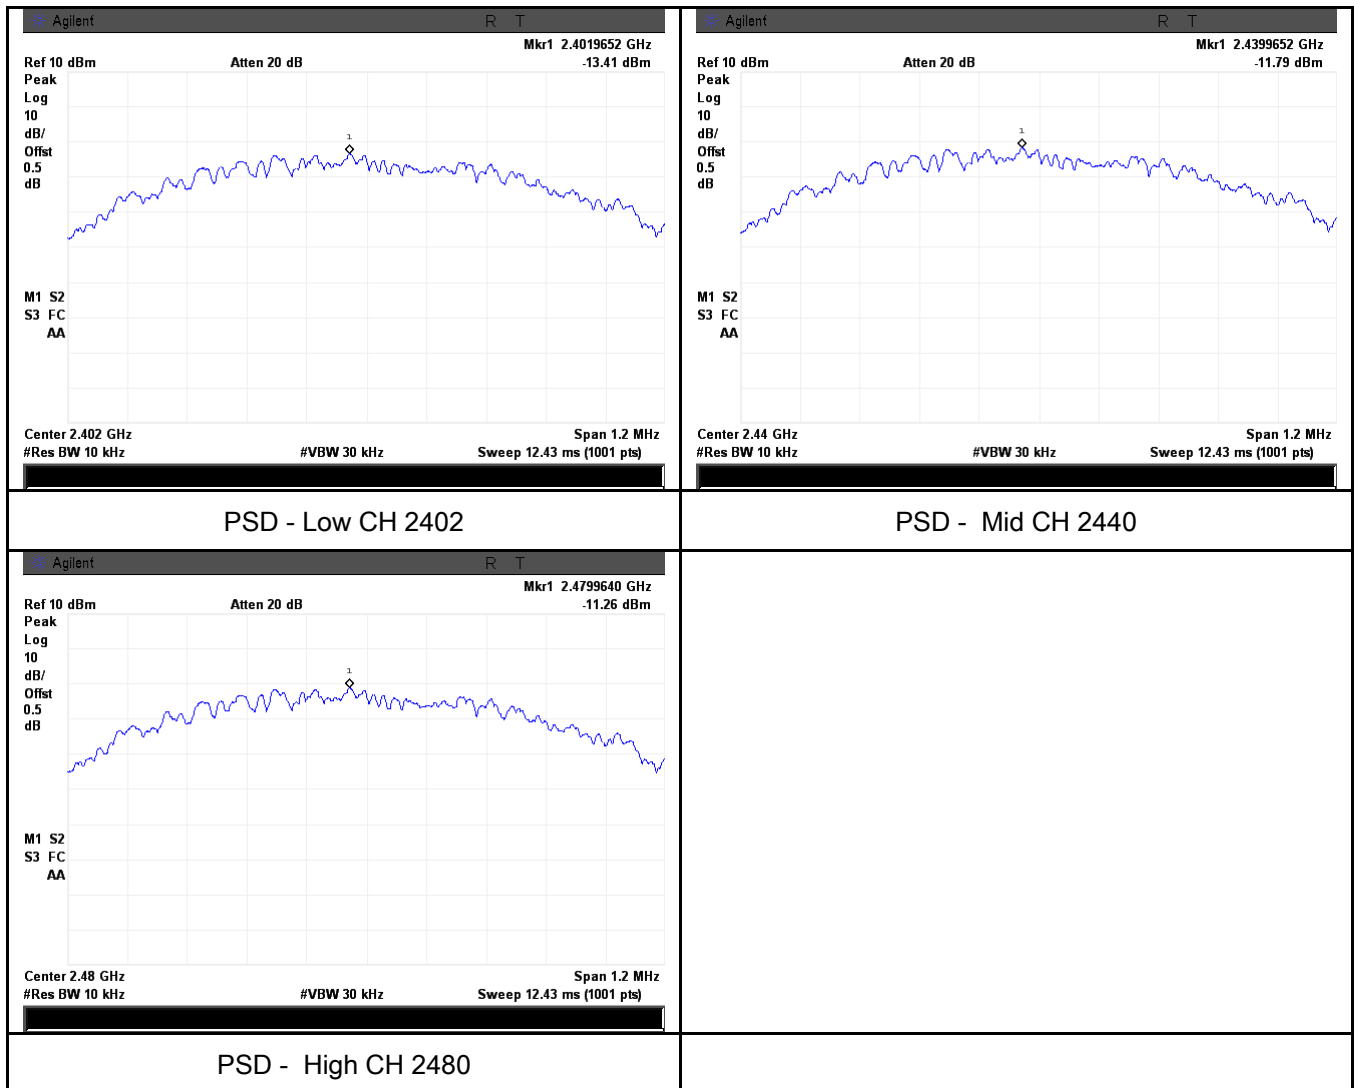 Agilent R T
Mkr1 2.4019652 GHz
Ref 10 dBm Atten 20 dB -13.41 dBm
Peak
Log
10
dB/
Offst
0.5
dB
1
M1 S2
S3 FC
AA
Center 2.402 GHz Span 1.2 MHz
#Res BW 10 kHz #VBW 30 kHz Sweep 12.43 ms (1001 pts)
PSD - Low CH 2402
Agilent R T
Mkr1 2.4399652 GHz
Ref 10 dBm Atten 20 dB -11.79 dBm
Peak
Log
10
dB/
Offst
0.5
dB
1
M1 S2
S3 FC
AA
Center 2.44 GHz Span 1.2 MHz
#Res BW 10 kHz #VBW 30 kHz Sweep 12.43 ms (1001 pts)
PSD - Mid CH 2440
Agilent R T
Mkr1 2.4799640 GHz
Ref 10 dBm Atten 20 dB -11.26 dBm
Peak
Log
10
dB/
Offst
0.5
dB
1
M1 S2
S3 FC
AA
Center 2.48 GHz Span 1.2 MHz
#Res BW 10 kHz #VBW 30 kHz Sweep 12.43 ms (1001 pts)
PSD - High CH 2480